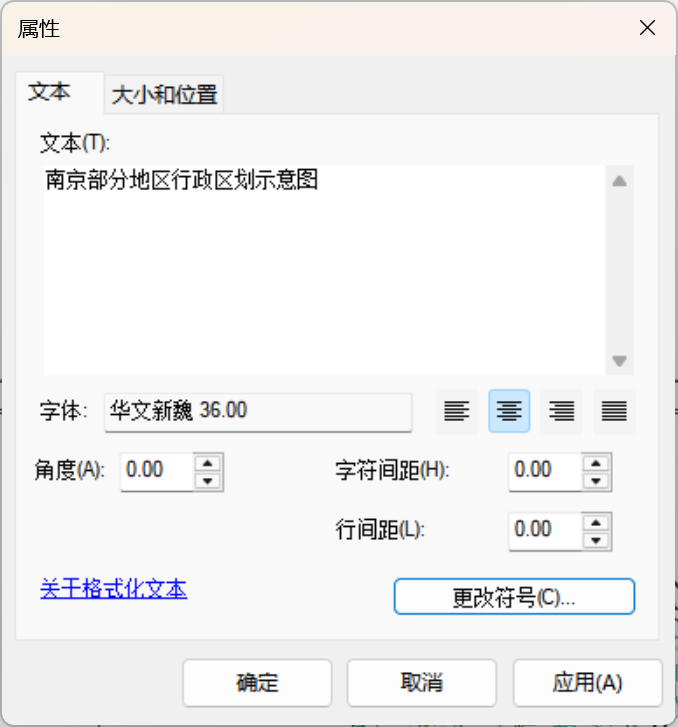 属性
文本 大小和位置
文本(T):
南京部分地区行政区划示意图
字体: 华文新魏 36.00
角度(A): 0.00 字符间距(H): 0.00
行间距(L): 0.00
关于格式化文本 更改符号(C)...
确定 取消 应用(A)